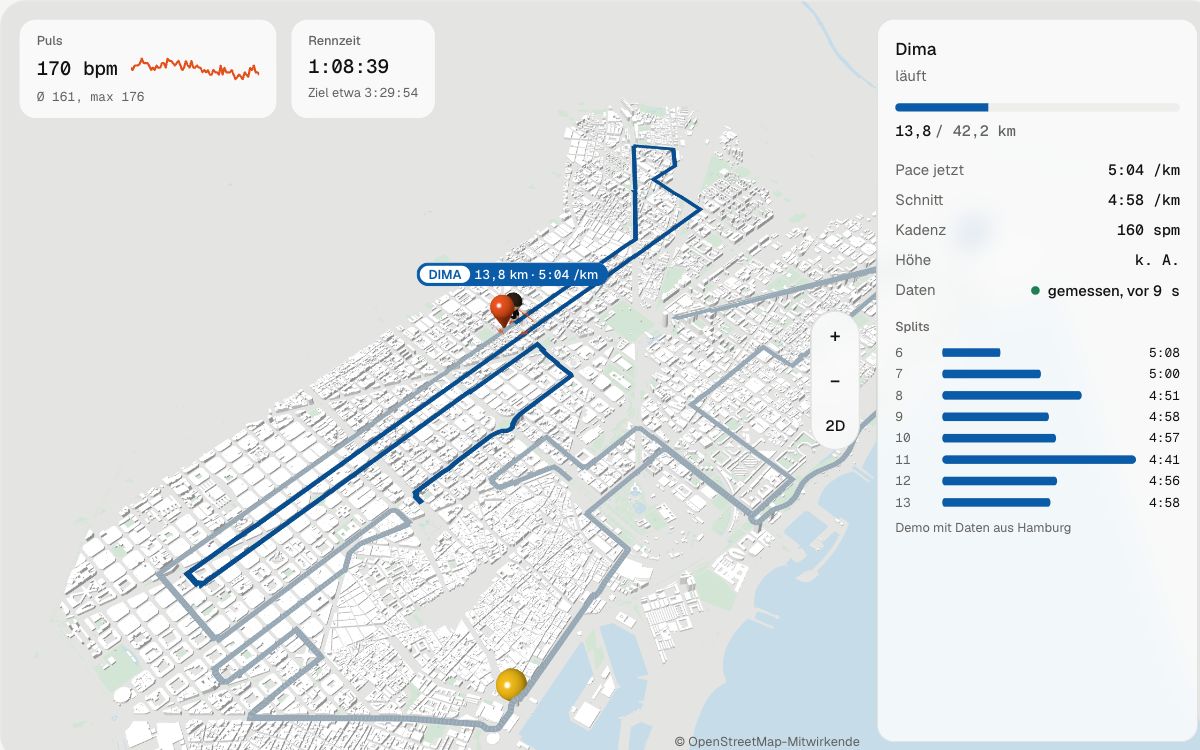 Puls
170 bpm
Ø 161, max 176
Rennzeit
1:08:39
Ziel etwa 3:29:54
DIMA 13,8 km · 5:04 /km
+
−
2D
© OpenStreetMap-Mitwirkende
Dima
läuft
13,8 / 42,2 km
Pace jetzt 5:04 /km
Schnitt 4:58 /km
Kadenz 160 spm
Höhe k. A.
Daten gemessen, vor 9 s
Splits
6 5:08
7 5:00
8 4:51
9 4:58
10 4:57
11 4:41
12 4:56
13 4:58
Demo mit Daten aus Hamburg